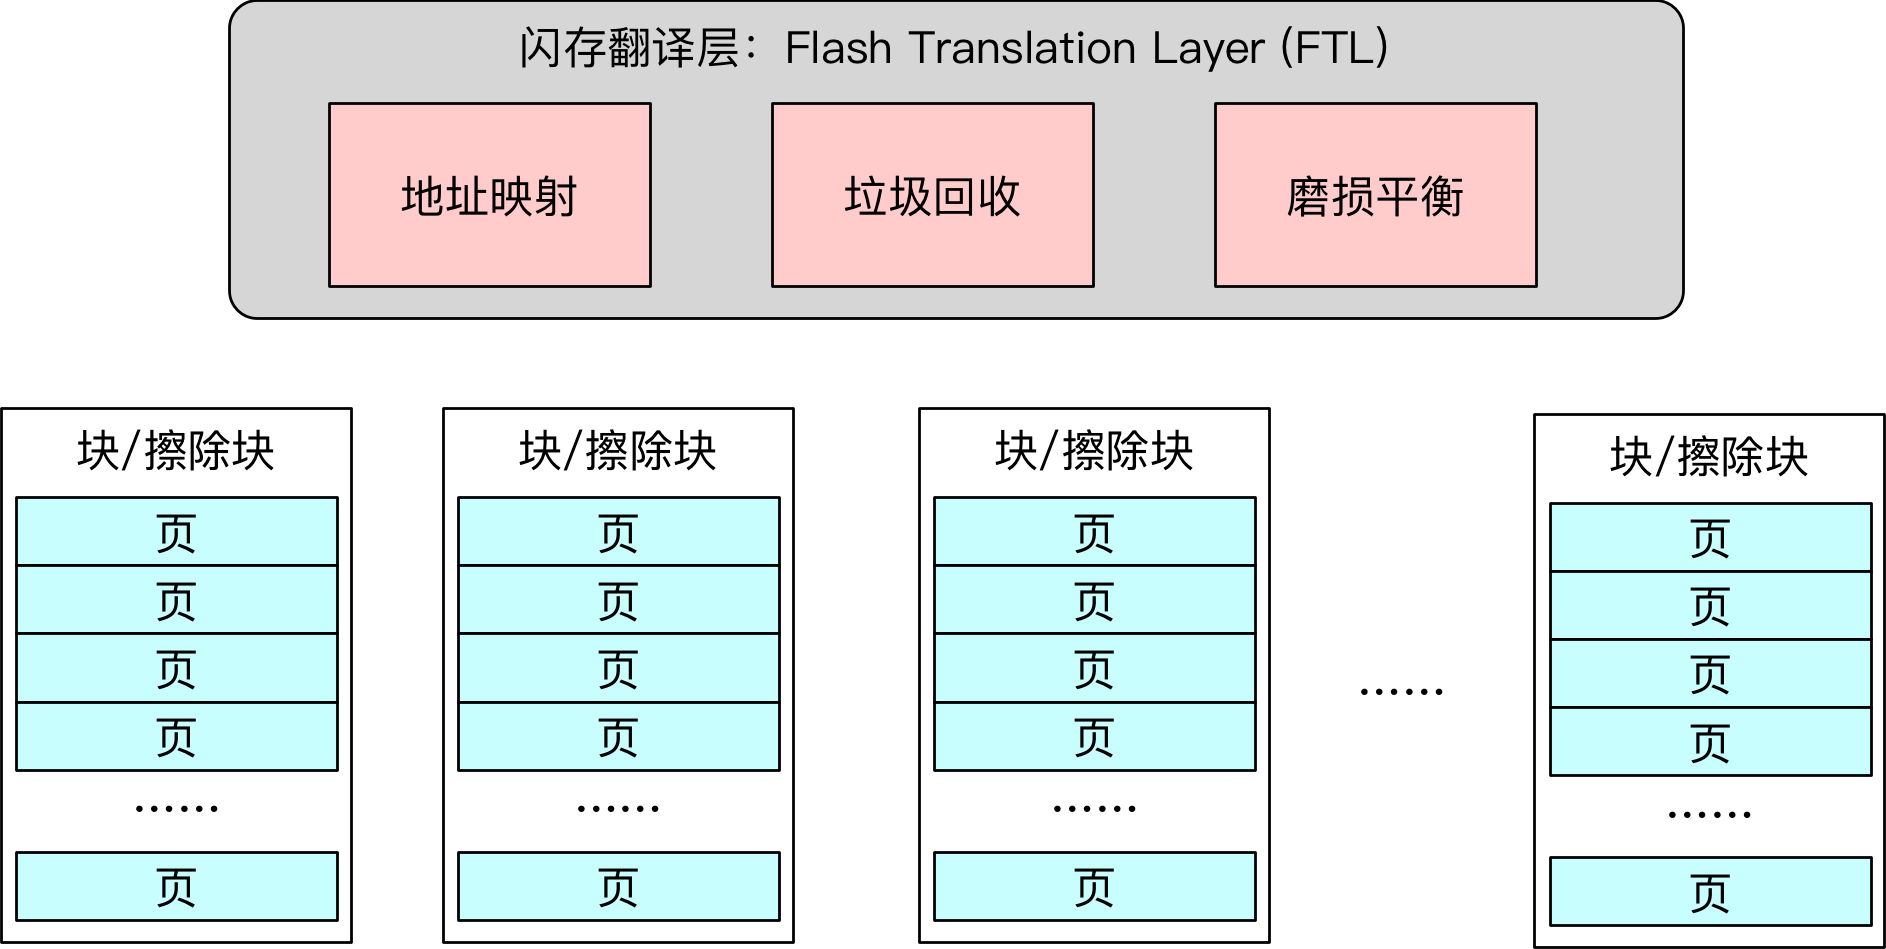 闪存翻译层：Flash Translation Layer (FTL)
地址映射
垃圾回收
磨损平衡
块/擦除块
页
页
页
页
……
页
块/擦除块
页
页
页
页
……
页
块/擦除块
页
页
页
页
……
页
……
块/擦除块
页
页
页
页
……
页